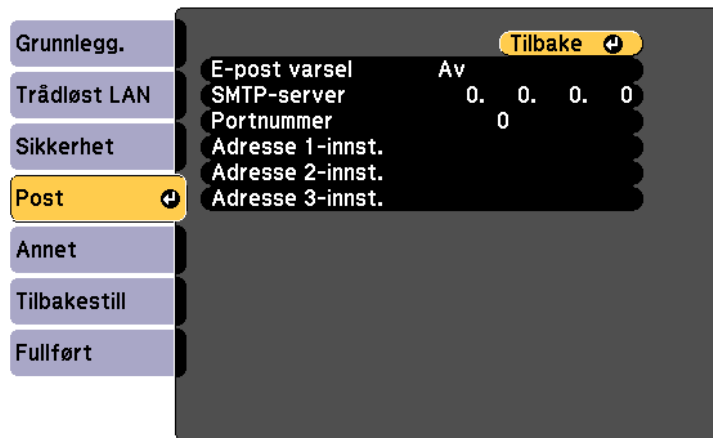 Grunnlegg.
Trådløst LAN
Sikkerhet
Post
Annet
Tilbakestill
Fullført
Tilbake
E-post varsel Av
SMTP-server 0. 0. 0. 0
Portnummer 0
Adresse 1-innst.
Adresse 2-innst.
Adresse 3-innst.